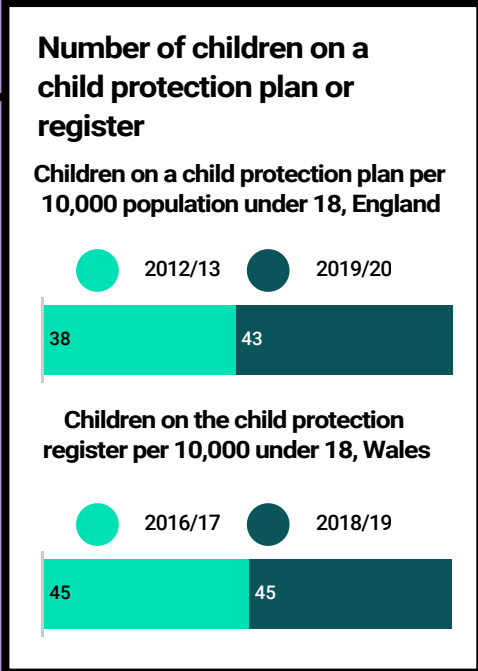 Number of children on a
child protection plan or
register
Children on a child protection plan per
10,000 population under 18, England
2012/13 2019/20
38 43
Children on the child protection
register per 10,000 under 18, Wales
2016/17 2018/19
45 45